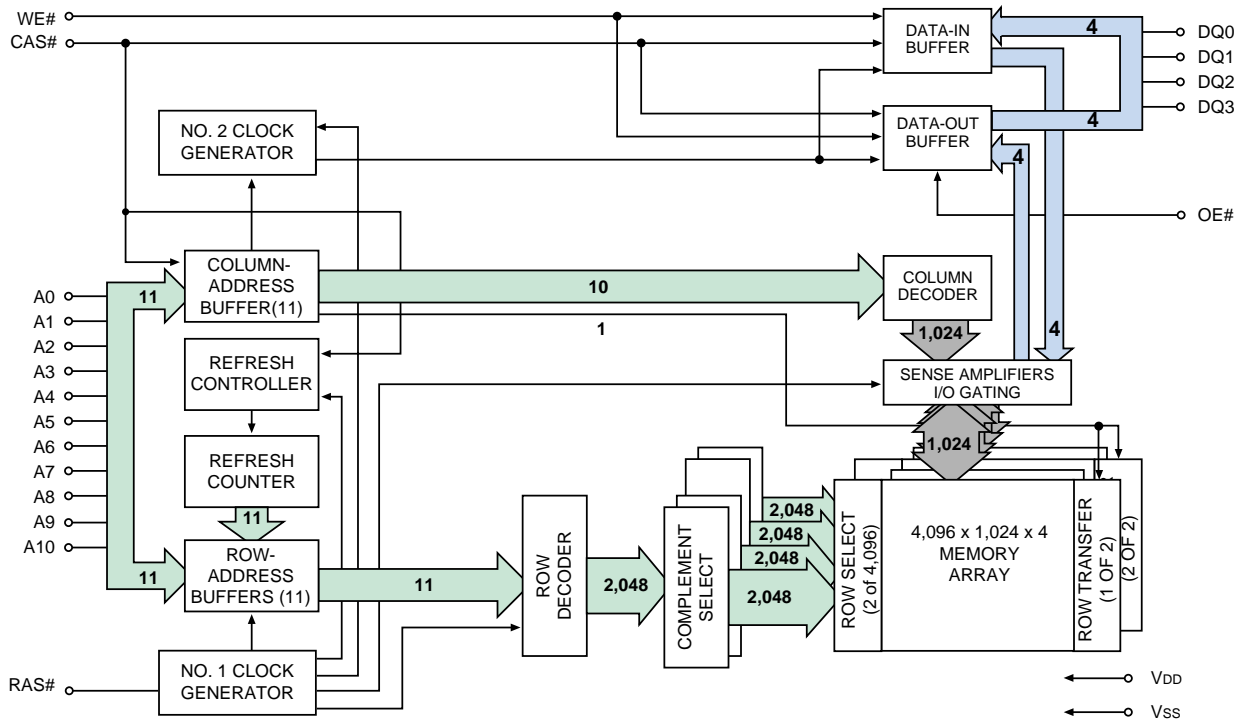 WE#
CAS#
DATA-IN
BUFFER
4
DQ0
DQ1
DQ2
DQ3
NO. 2 CLOCK
GENERATOR
DATA-OUT
BUFFER
4
4
OE#
COLUMN-
ADDRESS
BUFFER(11)
11
10
COLUMN
DECODER
1
1,024
4
A0
A1
A2
A3
A4
A5
A6
A7
A8
A9
A10
REFRESH
CONTROLLER
SENSE AMPLIFIERS
I/O GATING
1,024
REFRESH
COUNTER
11
ROW-
ADDRESS
BUFFERS (11)
11
11
ROW
DECODER
2,048
COMPLEMENT
SELECT
2,048
2,048
2,048
2,048
ROW SELECT
(2 of 4,096)
4,096 x 1,024 x 4
MEMORY
ARRAY
ROW TRANSFER
(1 OF 2)
(2 OF 2)
NO. 1 CLOCK
GENERATOR
RAS#
VDD
VSS